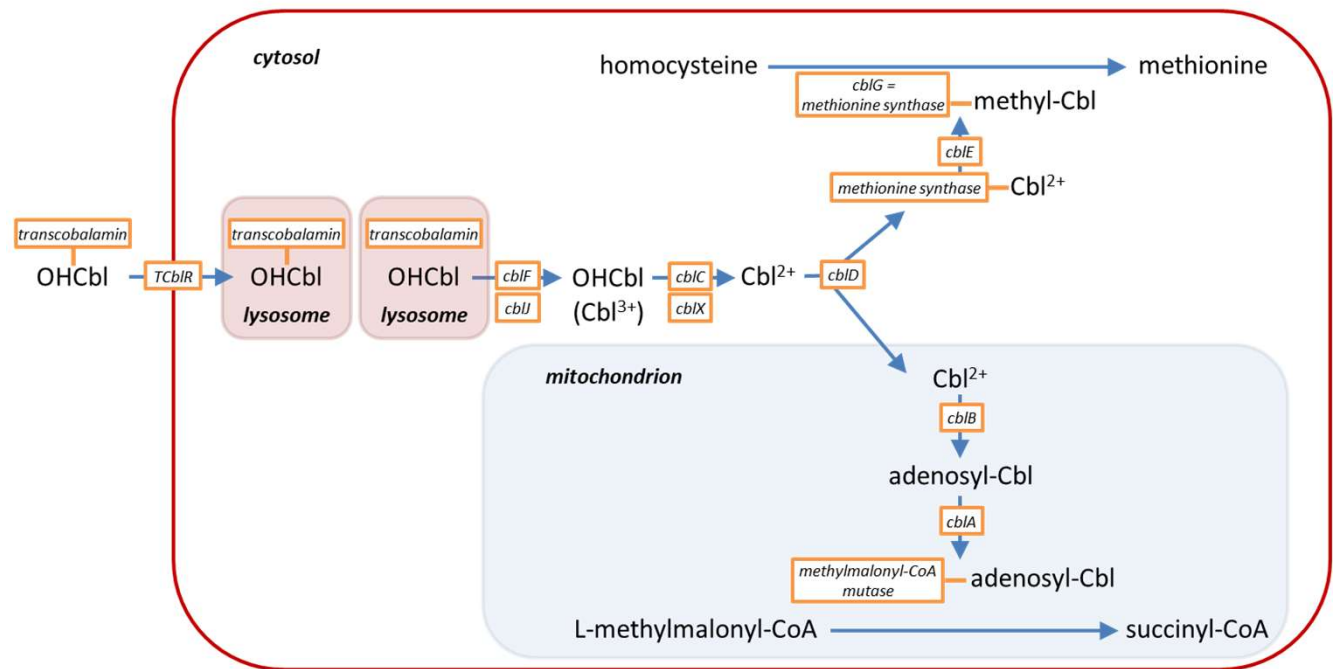 cytosol
homocysteine
methionine
cblG =
methionine synthase
methyl-Cbl
cblE
methionine synthase
Cbl²⁺
transcobalamin
OHCbl
TCblR
transcobalamin
OHCbl
lysosome
transcobalamin
OHCbl
lysosome
cblF
cblJ
OHCbl
(Cbl³⁺)
cblC
cblX
Cbl²⁺
cblD
mitochondrion
Cbl²⁺
cblB
adenosyl-Cbl
cblA
methylmalonyl-CoA
mutase
adenosyl-Cbl
L-methylmalonyl-CoA
succinyl-CoA